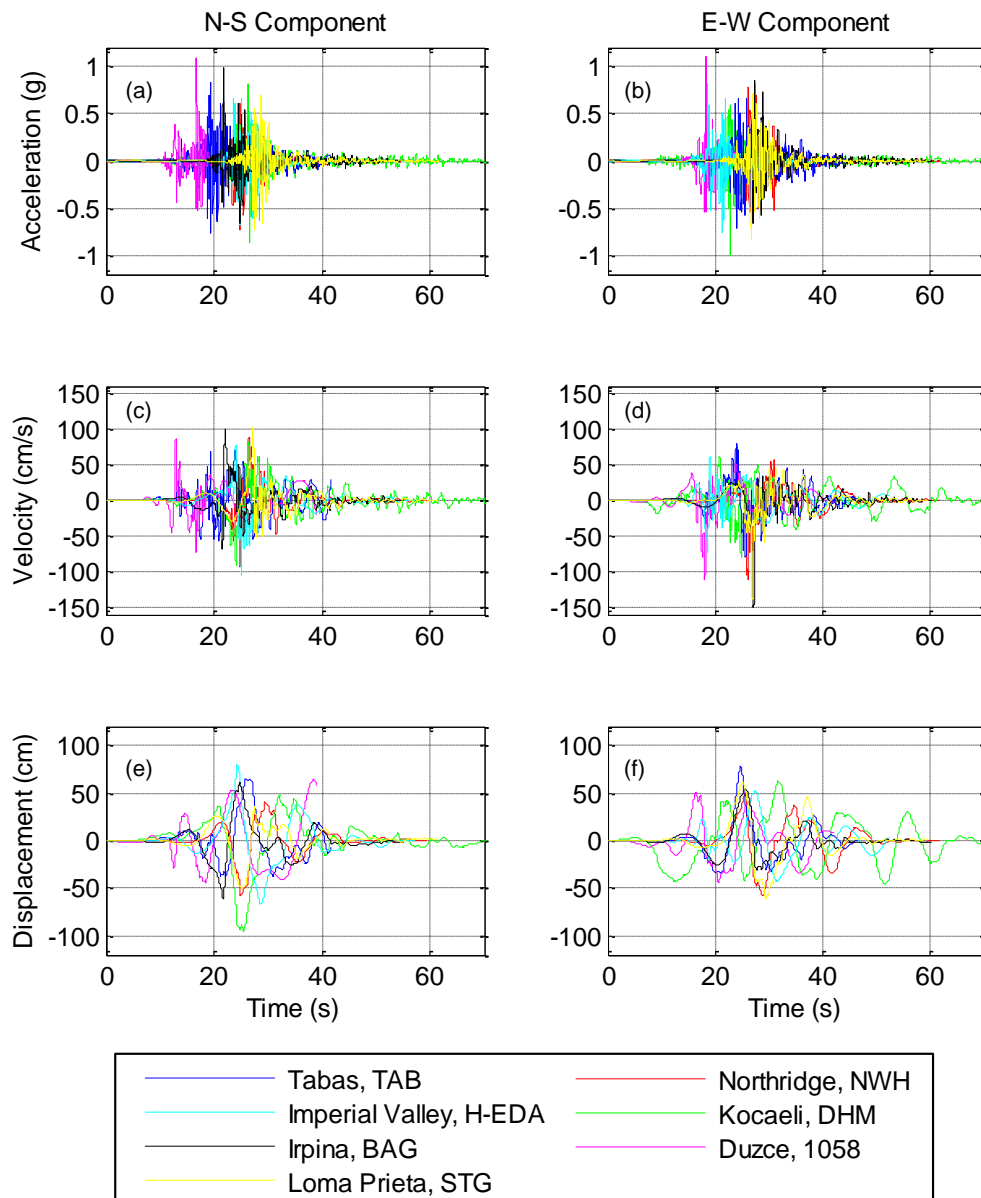 N-S Component
E-W Component
Acceleration (g)
1
0.5
0
-0.5
-1
(a)
0 20 40 60
1
0.5
0
-0.5
-1
(b)
0 20 40 60
Velocity (cm/s)
150
100
50
0
-50
-100
-150
(c)
0 20 40 60
150
100
50
0
-50
-100
-150
(d)
0 20 40 60
Displacement (cm)
100
50
0
-50
-100
(e)
0 20 40 60
Time (s)
100
50
0
-50
-100
(f)
0 20 40 60
Time (s)
Tabas, TAB
Imperial Valley, H-EDA
Irpina, BAG
Loma Prieta, STG
Northridge, NWH
Kocaeli, DHM
Duzce, 1058